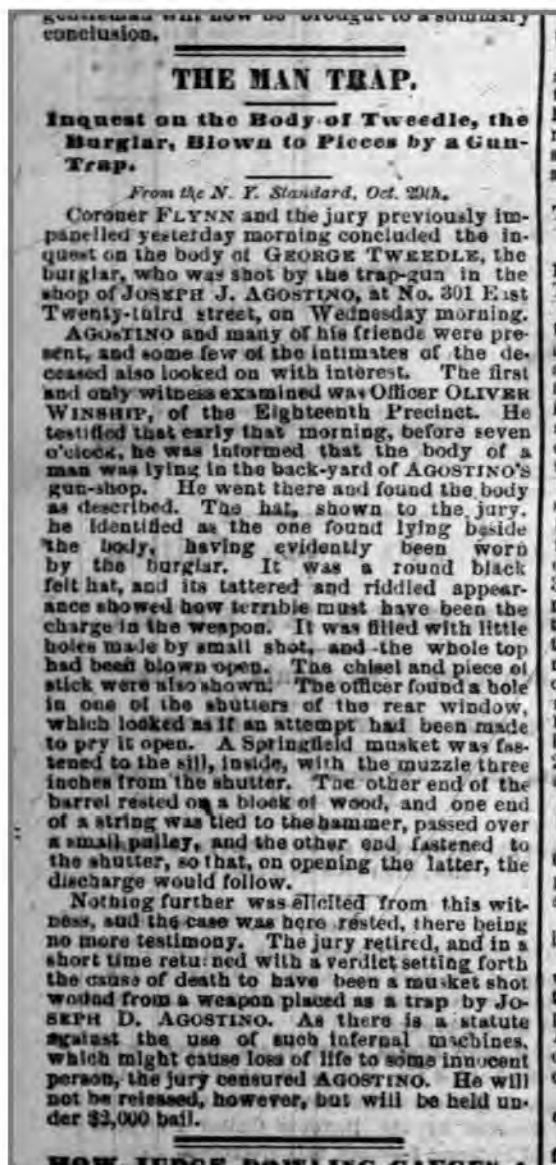 gentleman will now be brought to a summary
conclusion.
THE MAN TRAP.
Inquest on the Body of Tweedle, the
Burglar, Blown to Pieces by a Gun-
Trap.
From the N. Y. Standard, Oct. 29th.
Coroner FLYNN and the jury previously im-
panelled yesterday morning concluded the in-
quest on the body of GEORGE TWEEDLE, the
burglar, who was shot by the trap-gun in the
shop of JOSEPH J. AGOSTINO, at No. 301 East
Twenty-third street, on Wednesday morning.
AGOSTINO and many of his friends were pre-
sent, and some few of the intimates of the de-
ceased also looked on with interest. The first
and only witness examined was Officer OLIVER
WINSHIP, of the Eighteenth Precinct. He
testified that early that morning, before seven
o'clock, he was informed that the body of a
man was lying in the back-yard of AGOSTINO'S
gun-shop. He went there and found the body
as described. The hat, shown to the jury,
he identified as the one found lying beside
the body, having evidently been worn
by the burglar. It was a round black
felt hat, and its tattered and riddled appear-
ance showed how terrible must have been the
charge in the weapon. It was filled with little
holes made by small shot, and the whole top
had been blown open. The chisel and piece of
stick were also shown. The officer found a hole
in one of the shutters of the rear window,
which looked as if an attempt had been made
to pry it open. A Springfield musket was fas-
tened to the sill, inside, with the muzzle three
inches from the shutter. The other end of the
barrel rested on a block of wood, and one end
of a string was tied to the hammer, passed over
a small pulley, and the other end fastened to
the shutter, so that, on opening the latter, the
discharge would follow.
Nothing further was elicited from this wit-
ness, and the case was here rested, there being
no more testimony. The jury retired, and in a
short time returned with a verdict setting forth
the cause of death to have been a musket shot
wound from a weapon placed as a trap by JO-
SEPH D. AGOSTINO. As there is a statute
against the use of such infernal machines,
which might cause loss of life to some innocent
person, the jury censured AGOSTINO. He will
not be released, however, but will be held un-
der $2,000 bail.
HOW JUDGE DOWLING